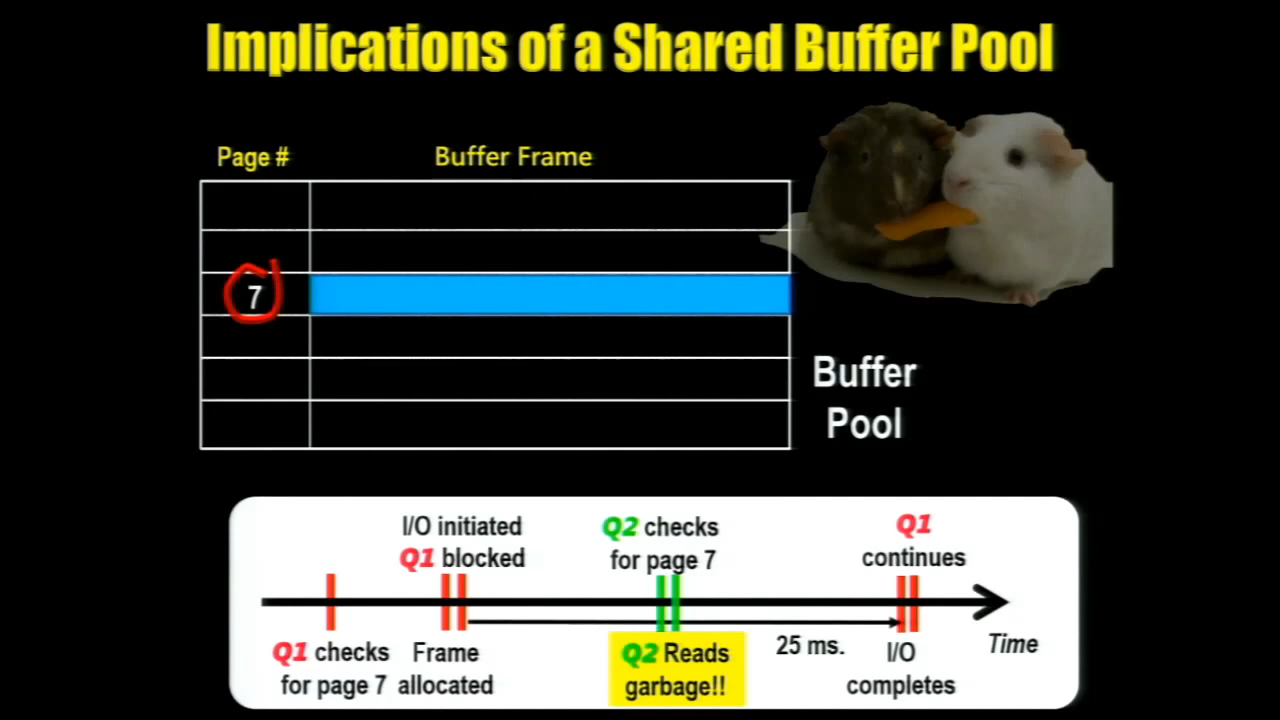 Implications of a Shared Buffer Pool
Page #
Buffer Frame
7
Buffer
Pool
I/O initiated
Q1 blocked
Q2 checks
for page 7
Q1
continues
Q1 checks
for page 7
Frame
allocated
Q2 Reads
garbage!!
25 ms.
I/O
completes
Time